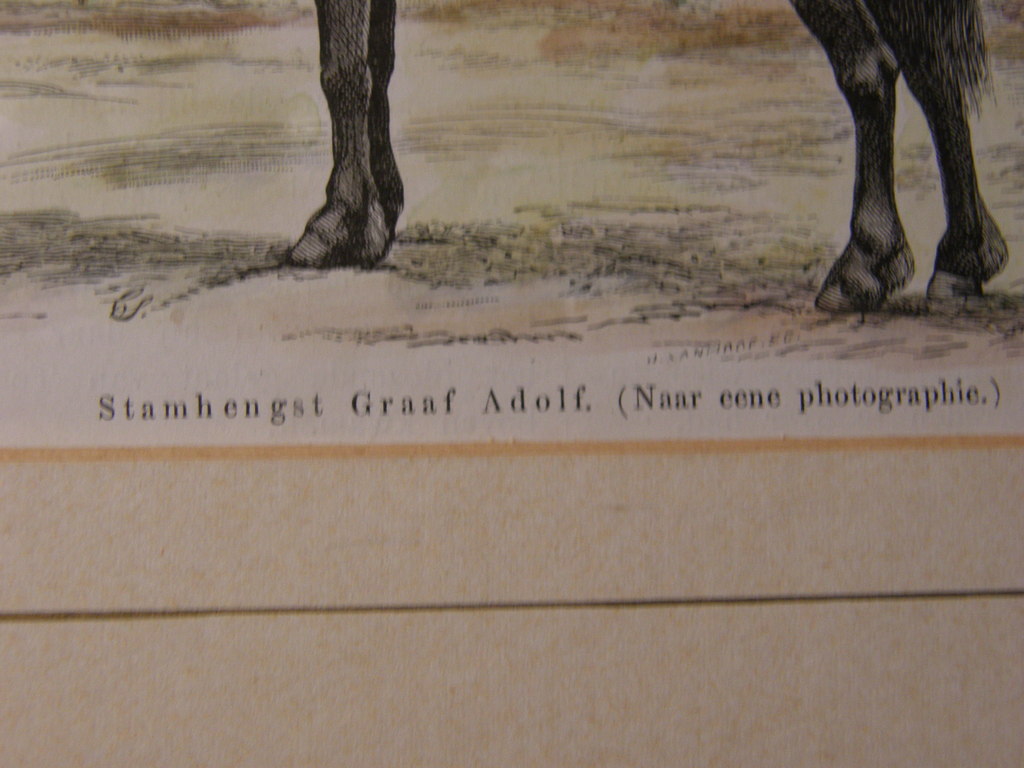 Stamhengst Graaf Adolf. (Naar eene photographie.)